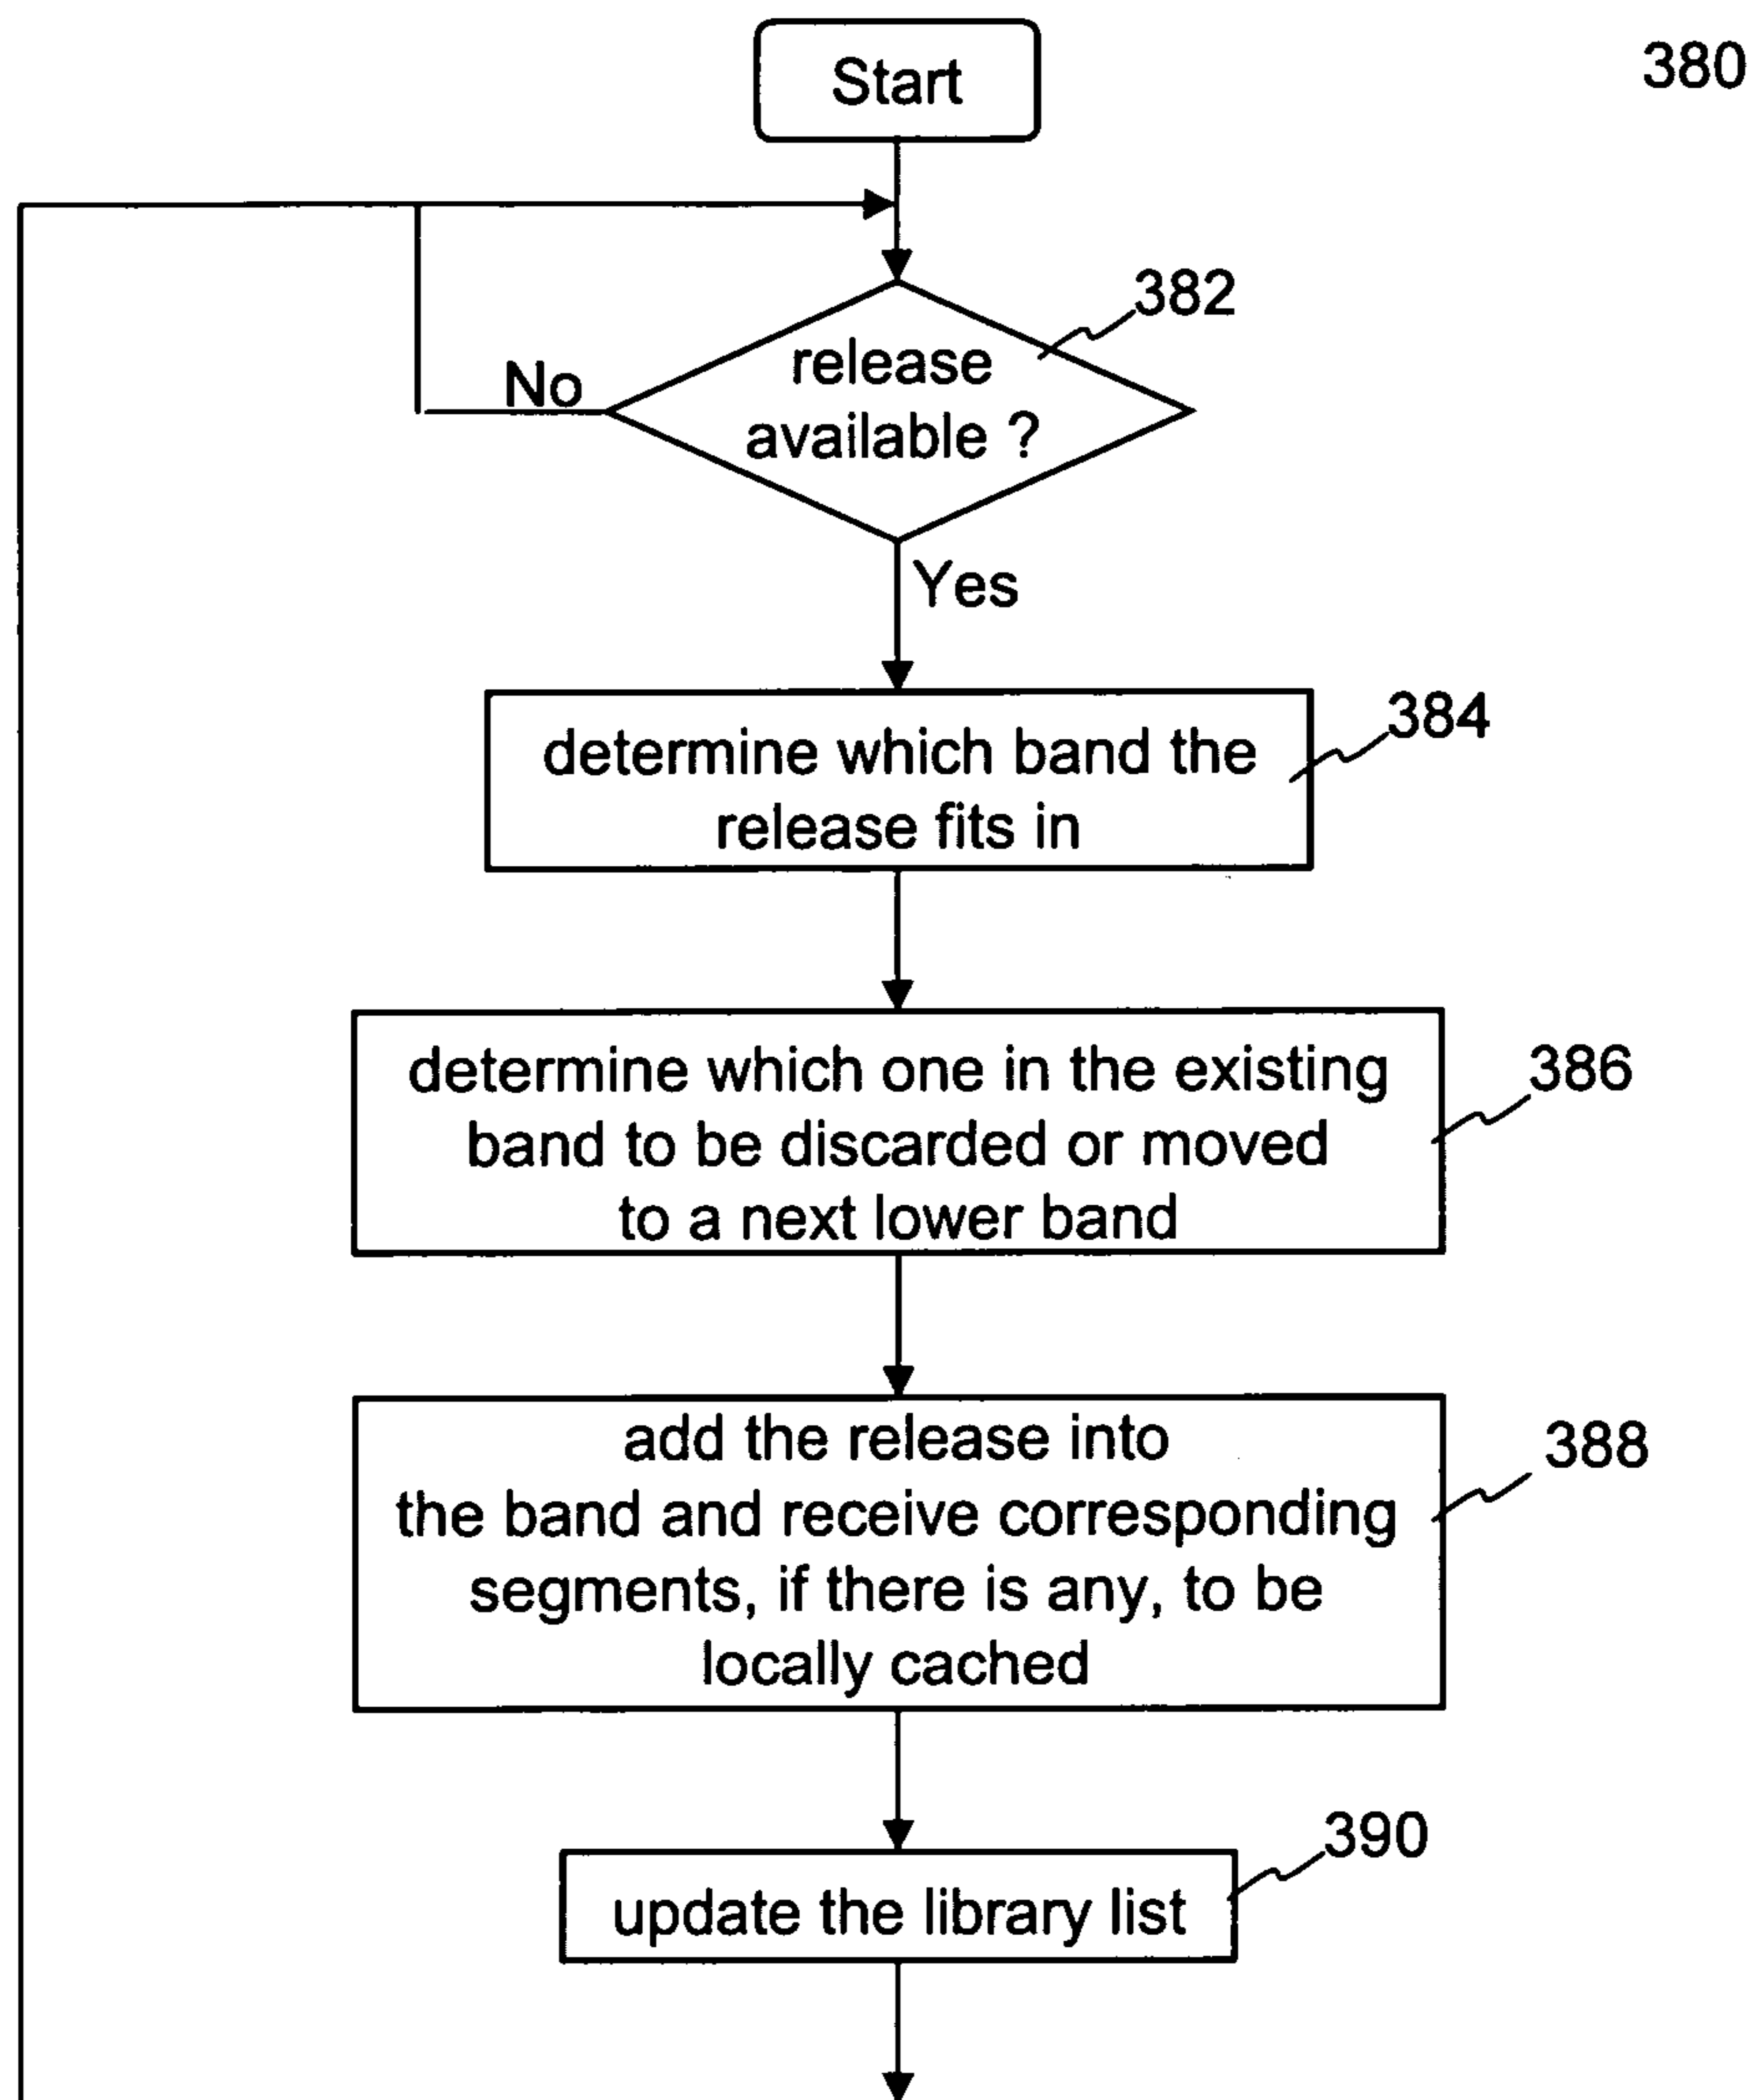 Start
380
382
release
available ?
No
Yes
384
determine which band the
release fits in
386
determine which one in the existing
band to be discarded or moved
to a next lower band
388
add the release into
the band and receive corresponding
segments, if there is any, to be
locally cached
390
update the library list